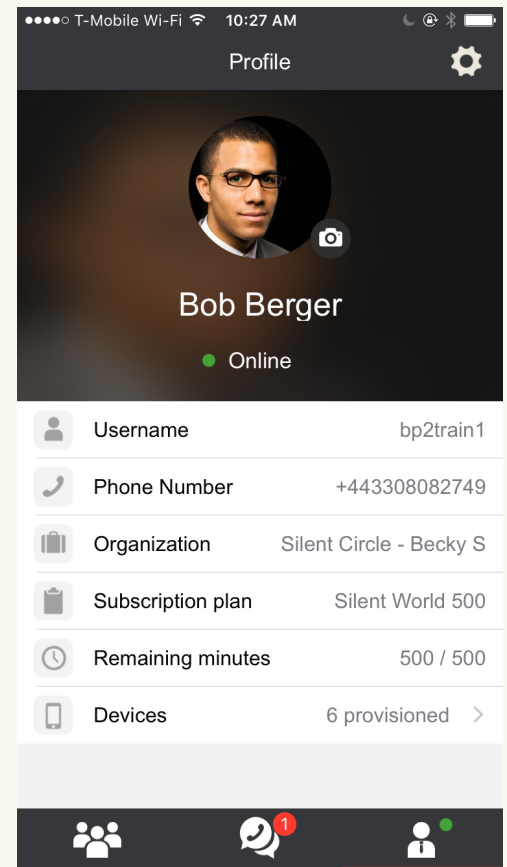 T-Mobile Wi-Fi 10:27 AM
Profile
Bob Berger
Online
Username bp2train1
Phone Number +443308082749
Organization Silent Circle - Becky S
Subscription plan Silent World 500
Remaining minutes 500 / 500
Devices 6 provisioned
1